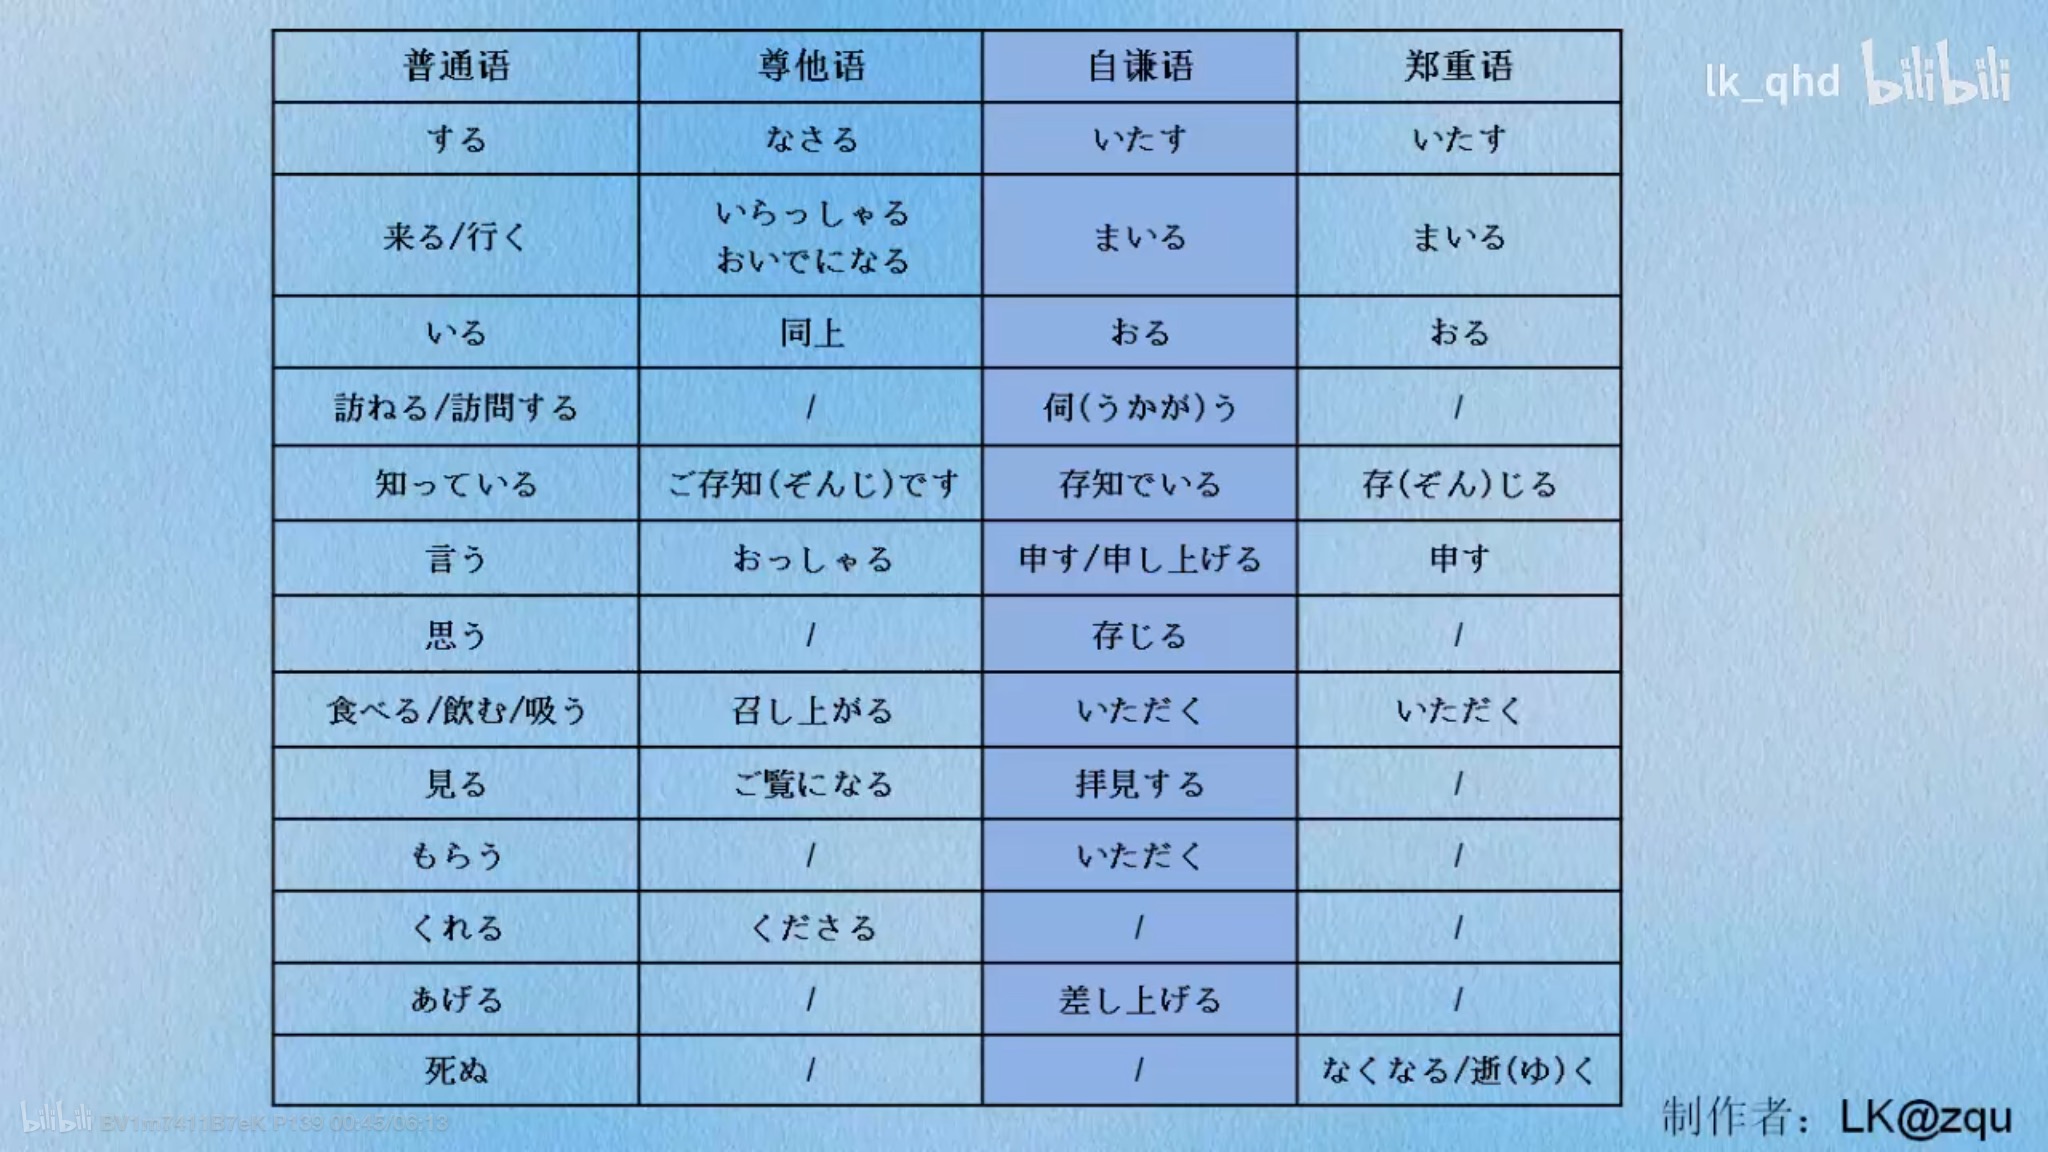 lk_qhd bilibili
普通语 尊他语 自谦语 郑重语
する なさる いたす いたす
来る/行く いらっしゃる まいる まいる
おいでになる
いる 同上 おる おる
訪ねる/訪問する / 伺(うかが)う /
知っている ご存知(ぞんじ)です 存知でいる 存(ぞん)じる
言う おっしゃる 申す/申し上げる 申す
思う / 存じる /
食べる/飲む/吸う 召し上がる いただく いただく
見る ご覧になる 拝見する /
もらう / いただく /
くれる くださる / /
あげる / 差し上げる /
死ぬ / / なくなる/逝(ゆ)く
制作者：LK@zqu
bilibili